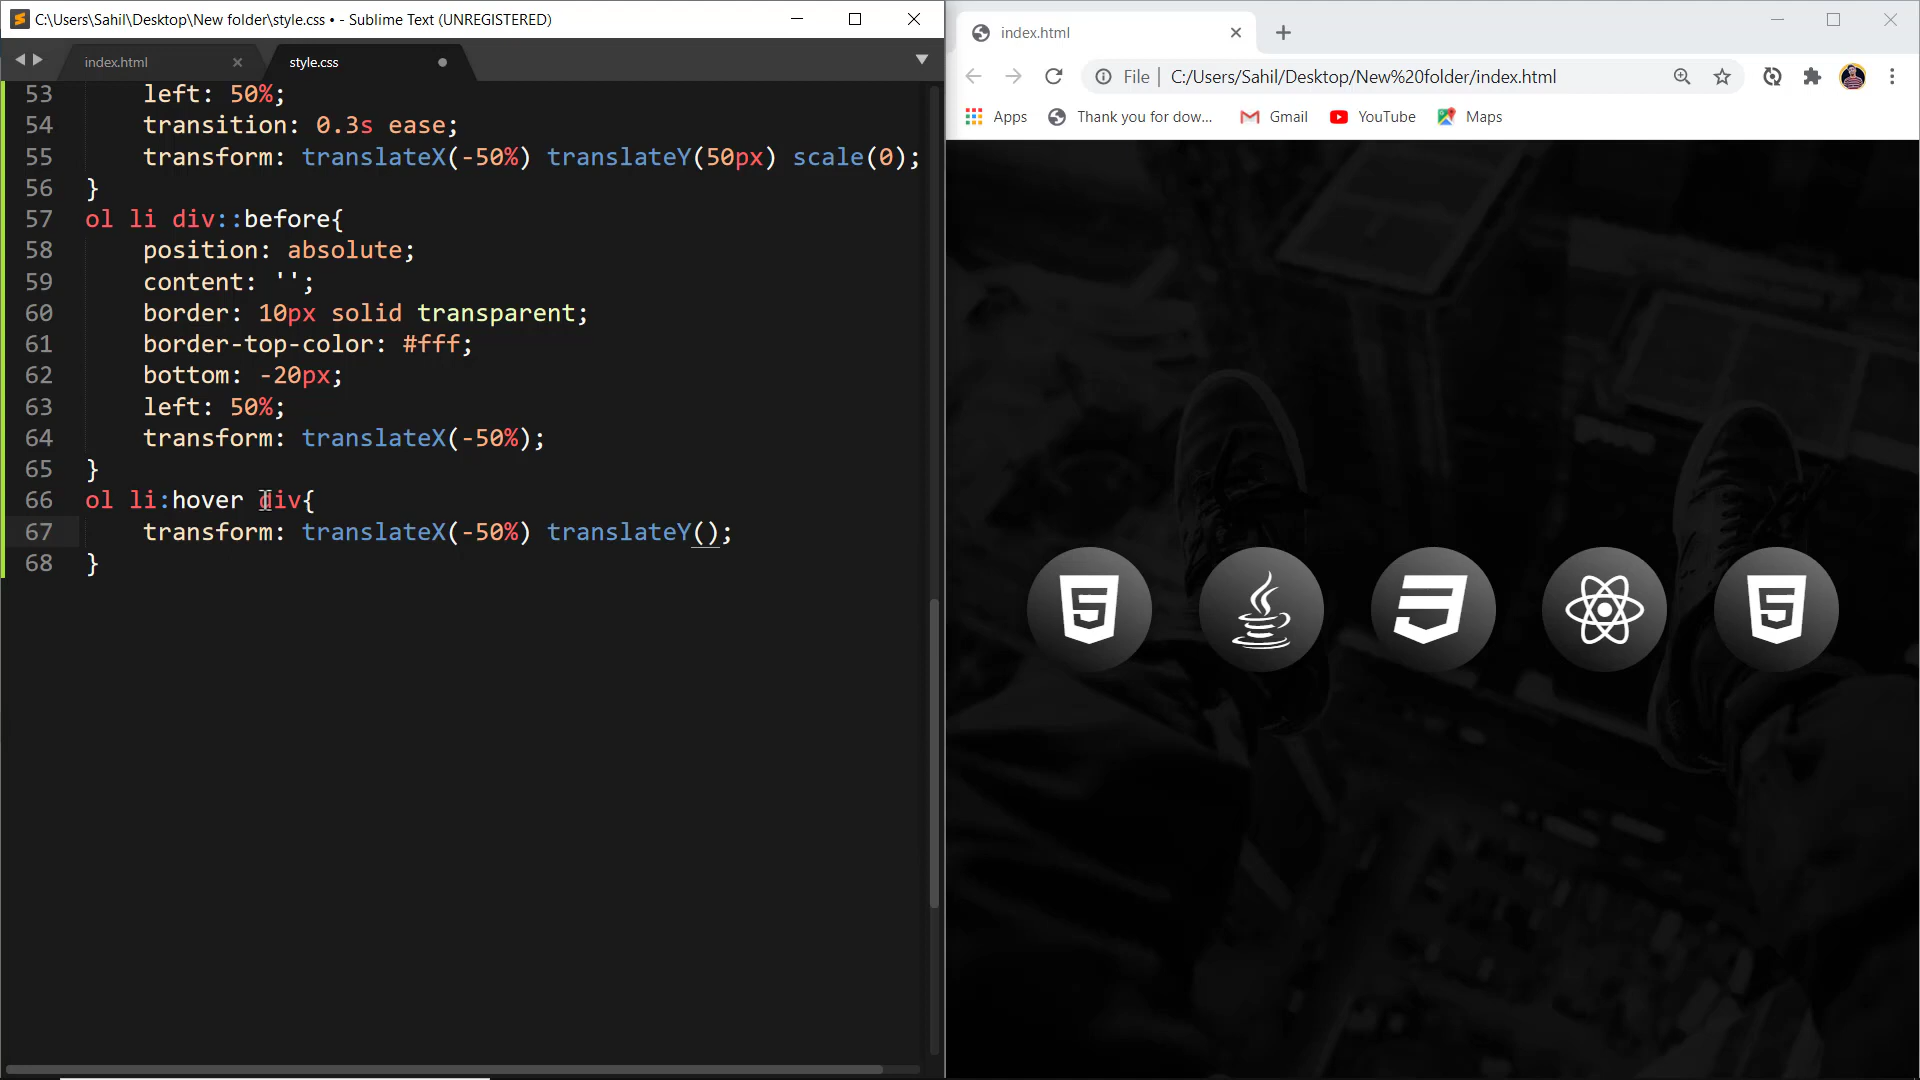 C:\Users\Sahil\Desktop\New folder\style.css • - Sublime Text (UNREGISTERED)
index.html
style.css
53 left: 50%;
54 transition: 0.3s ease;
55 transform: translateX(-50%) translateY(50px) scale(0);
56 }
57 ol li div::before{
58 position: absolute;
59 content: '';
60 border: 10px solid transparent;
61 border-top-color: #fff;
62 bottom: -20px;
63 left: 50%;
64 transform: translateX(-50%);
65 }
66 ol li:hover div{
67 transform: translateX(-50%) translateY();
68 }
index.html
File | C:/Users/Sahil/Desktop/New%20folder/index.html
Apps Thank you for dow... Gmail YouTube Maps